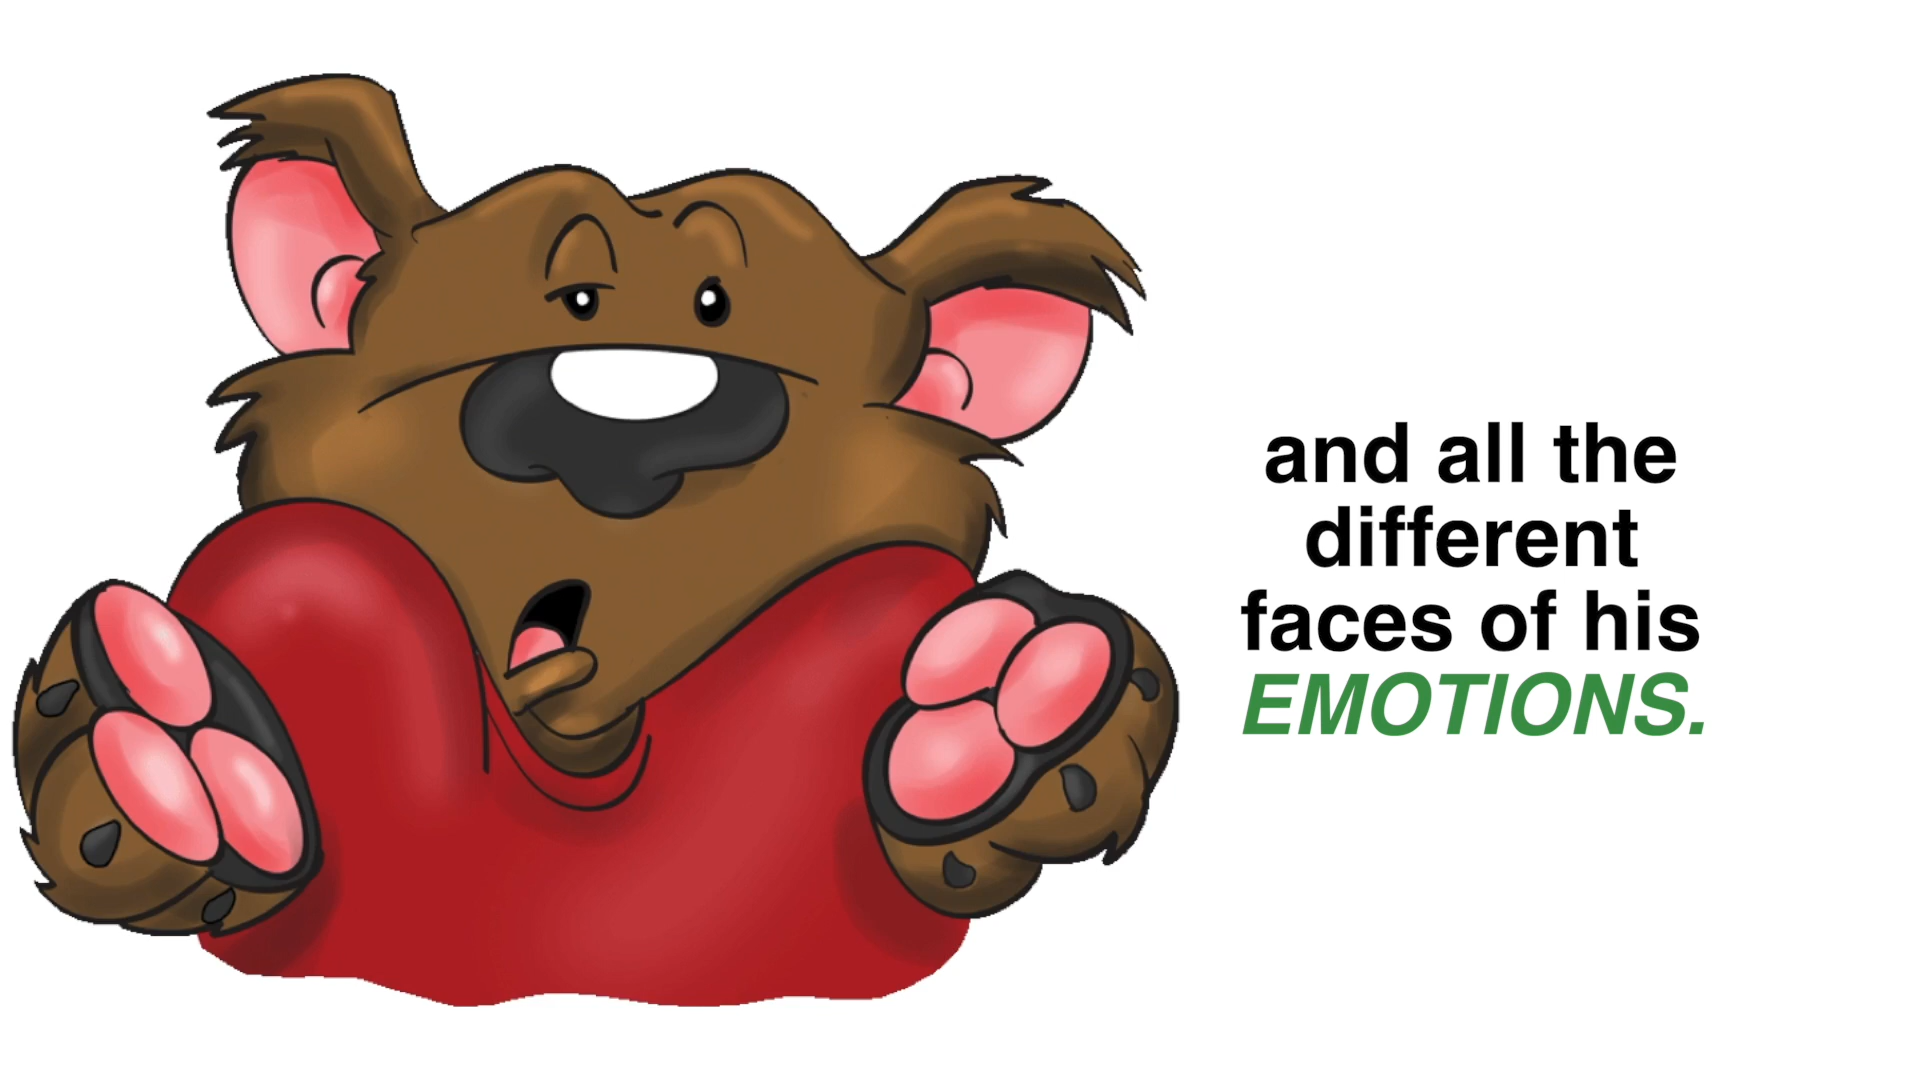 and all the
different
faces of his
EMOTIONS.